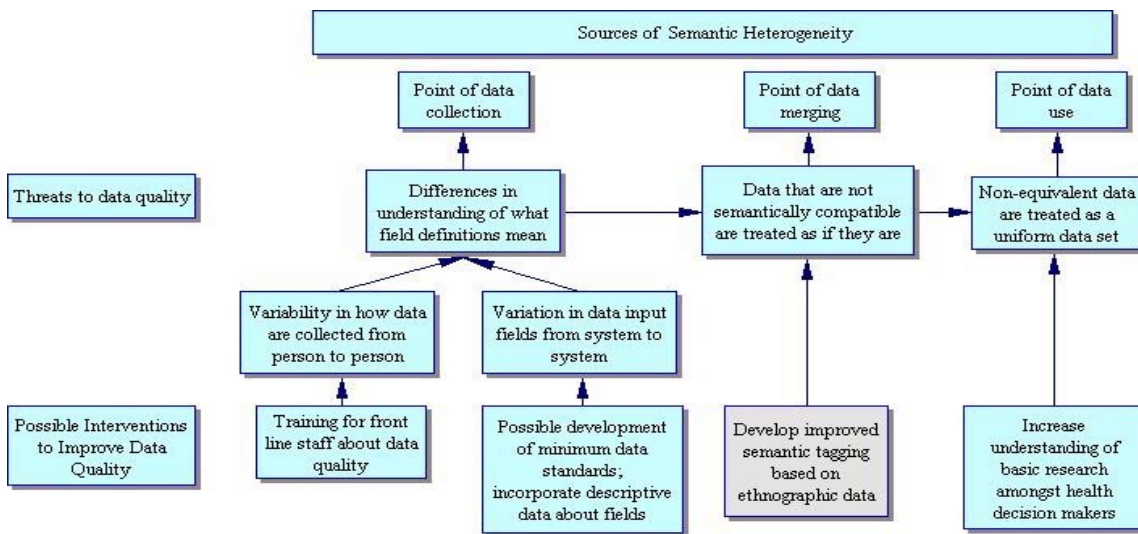 Sources of Semantic Heterogeneity
Point of data
collection
Point of data
merging
Point of data
use
Threats to data quality
Differences in
understanding of what
field definitions mean
Data that are not
semantically compatible
are treated as if they are
Non-equivalent data
are treated as a
uniform data set
Variability in how data
are collected from
person to person
Variation in data input
fields from system to
system
Possible Interventions
to Improve Data
Quality
Training for front
line staff about data
quality
Possible development
of minimum data
standards;
incorporate descriptive
data about fields
Develop improved
semantic tagging
based on
ethnographic data
Increase
understanding of
basic research
amongst health
decision makers